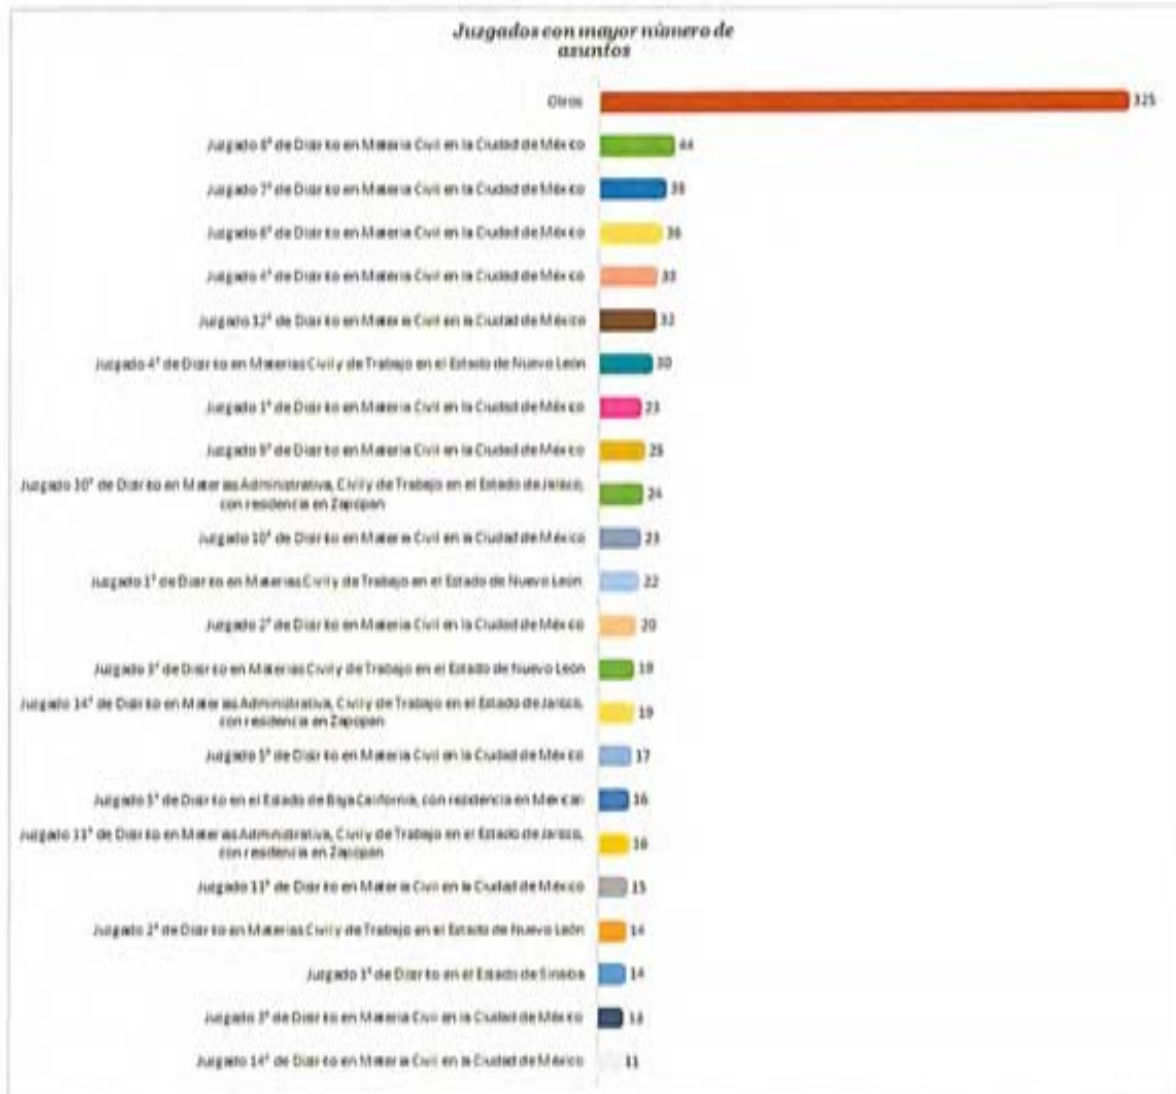 Juzgados con mayor número de
asuntos
Otros 325
Juzgado 8° de Distrito en Materia Civil en la Ciudad de México 44
Juzgado 7° de Distrito en Materia Civil en la Ciudad de México
Juzgado 6° de Distrito en Materia Civil en la Ciudad de México 36
Juzgado 4° de Distrito en Materia Civil en la Ciudad de México 33
Juzgado 12° de Distrito en Materia Civil en la Ciudad de México 32
Juzgado 4° de Distrito en Materias Civil y de Trabajo en el Estado de Nuevo León 30
Juzgado 1° de Distrito en Materia Civil en la Ciudad de México 23
Juzgado 9° de Distrito en Materia Civil en la Ciudad de México 25
Juzgado 10° de Distrito en Materias Administrativa, Civil y de Trabajo en el Estado de Jalisco,
con residencia en Zapopan 24
Juzgado 10° de Distrito en Materia Civil en la Ciudad de México 23
Juzgado 1° de Distrito en Materias Civil y de Trabajo en el Estado de Nuevo León 22
Juzgado 2° de Distrito en Materia Civil en la Ciudad de México 20
Juzgado 3° de Distrito en Materias Civil y de Trabajo en el Estado de Nuevo León 19
Juzgado 14° de Distrito en Materias Administrativa, Civil y de Trabajo en el Estado de Jalisco,
con residencia en Zapopan 19
Juzgado 5° de Distrito en Materia Civil en la Ciudad de México 17
Juzgado 5° de Distrito en el Estado de Baja California, con residencia en Mexicali 16
Juzgado 11° de Distrito en Materias Administrativa, Civil y de Trabajo en el Estado de Jalisco,
con residencia en Zapopan 16
Juzgado 11° de Distrito en Materia Civil en la Ciudad de México 15
Juzgado 2° de Distrito en Materias Civil y de Trabajo en el Estado de Nuevo León 14
Juzgado 1° de Distrito en el Estado de Sinaloa 14
Juzgado 3° de Distrito en Materia Civil en la Ciudad de México 13
Juzgado 14° de Distrito en Materia Civil en la Ciudad de México 11